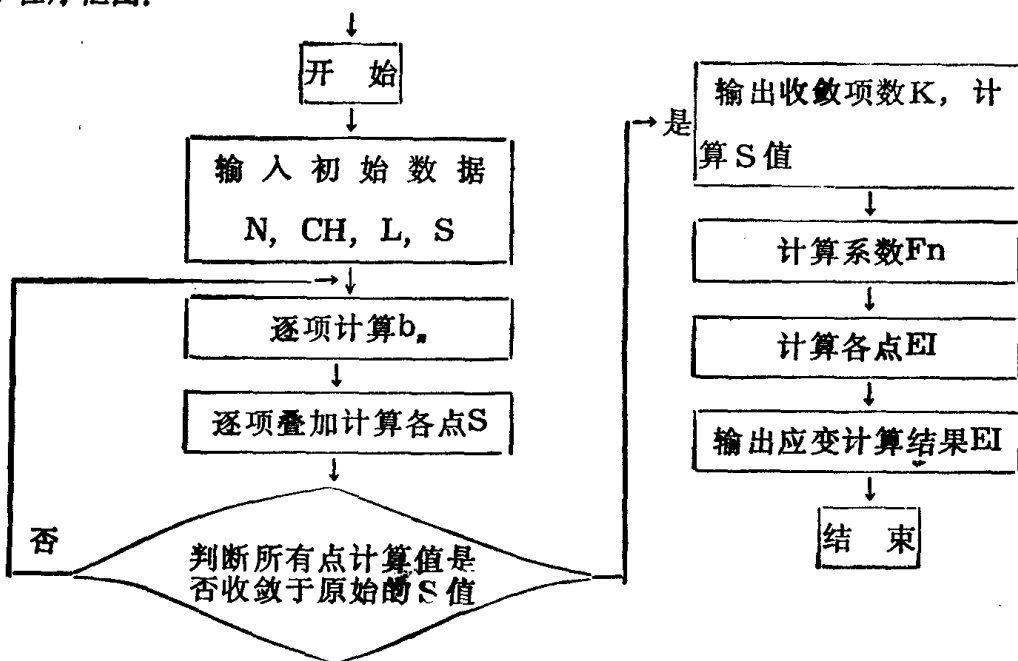 程序框图:
开 始
输入初始数据
N, CH, L, S
逐项计算bₙ
逐项叠加计算各点S
否
判断所有点计算值是
否收敛于原始的S值
是
输出收敛项数K, 计
算S值
计算系数Fn
计算各点EI
输出应变计算结果EI
结 束